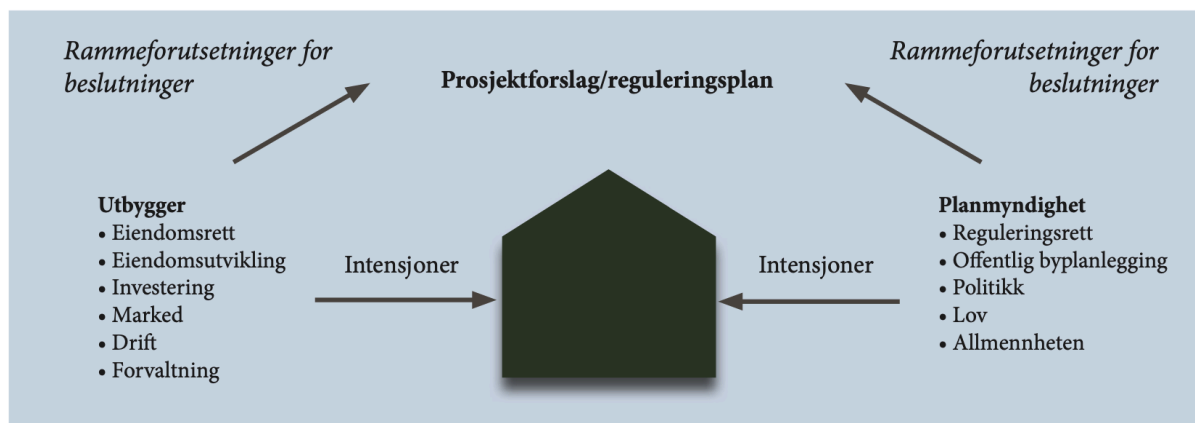 Rammeforutsetninger for
beslutninger
Prosjektforslag/reguleringsplan
Rammeforutsetninger for
beslutninger
Utbygger
• Eiendomsrett
• Eiendomsutvikling
• Investering
• Marked
• Drift
• Forvaltning
Intensjoner
Intensjoner
Planmyndighet
• Reguleringsrett
• Offentlig byplanlegging
• Politikk
• Lov
• Allmennheten